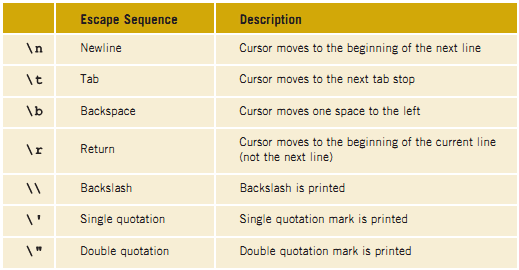 Escape Sequence Description
\n Newline Cursor moves to the beginning of the next line
\t Tab Cursor moves to the next tab stop
\b Backspace Cursor moves one space to the left
\r Return Cursor moves to the beginning of the current line
(not the next line)
\\ Backslash Backslash is printed
\' Single quotation Single quotation mark is printed
\" Double quotation Double quotation mark is printed